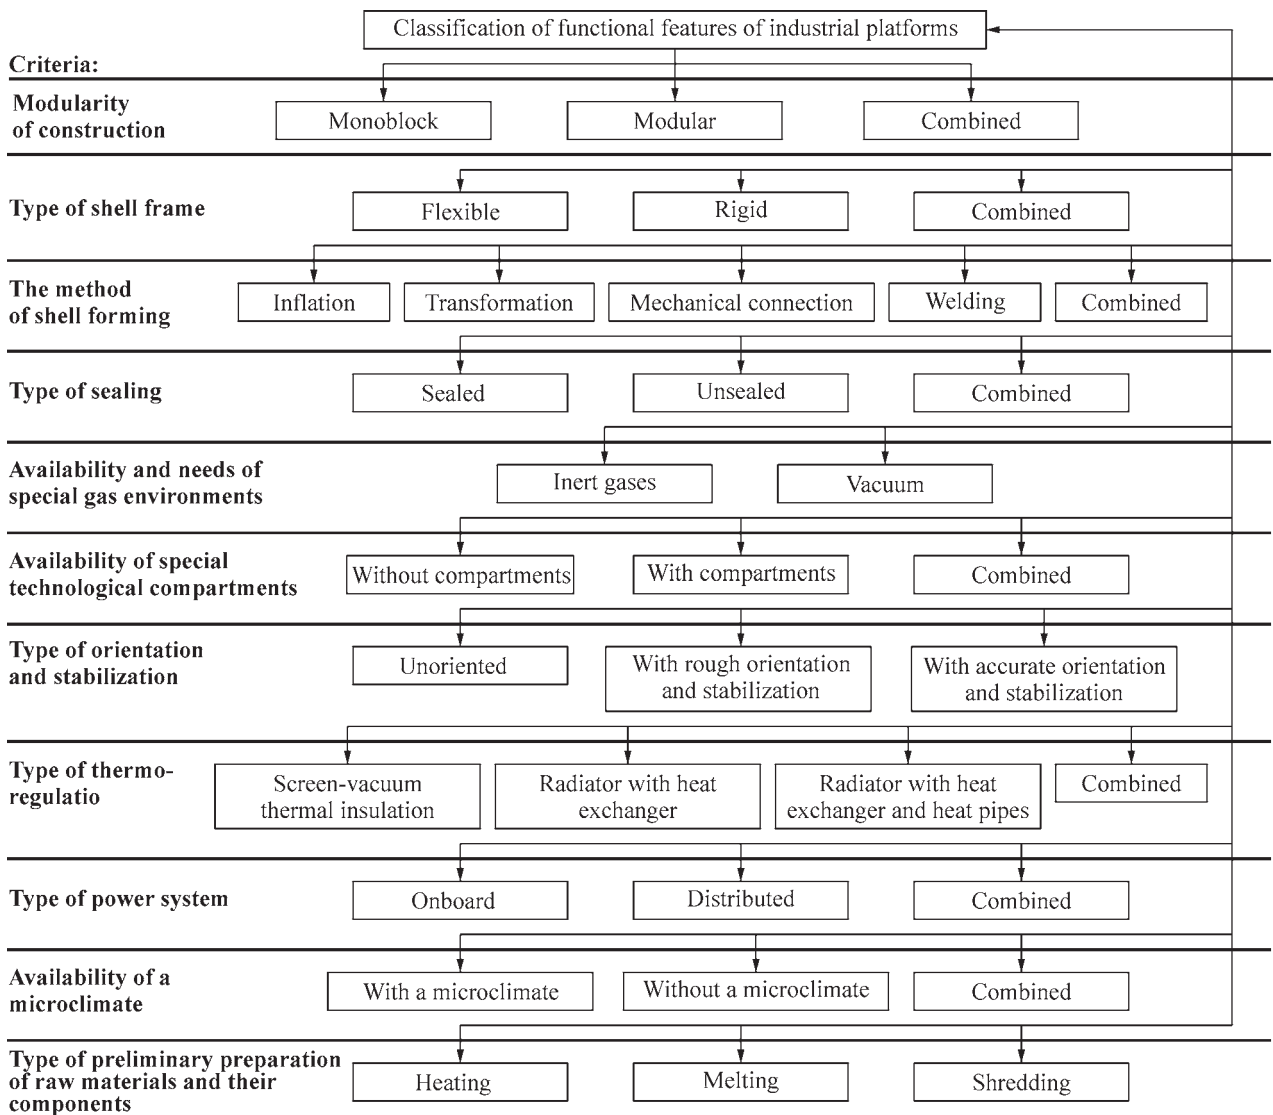 Classification of functional features of industrial platforms
Criteria:
Modularity
of construction
Monoblock
Modular
Combined
Type of shell frame
Flexible
Rigid
Combined
The method
of shell forming
Inflation
Transformation
Mechanical connection
Welding
Combined
Type of sealing
Sealed
Unsealed
Combined
Availability and needs of
special gas environments
Inert gases
Vacuum
Availability of special
technological compartments
Without compartments
With compartments
Combined
Type of orientation
and stabilization
Unoriented
With rough orientation
and stabilization
With accurate orientation
and stabilization
Type of thermo-
regulatio
Screen-vacuum
thermal insulation
Radiator with heat
exchanger
Radiator with heat
exchanger and heat pipes
Combined
Type of power system
Onboard
Distributed
Combined
Availability of a
microclimate
With a microclimate
Without a microclimate
Combined
Type of preliminary preparation
of raw materials and their
components
Heating
Melting
Shredding